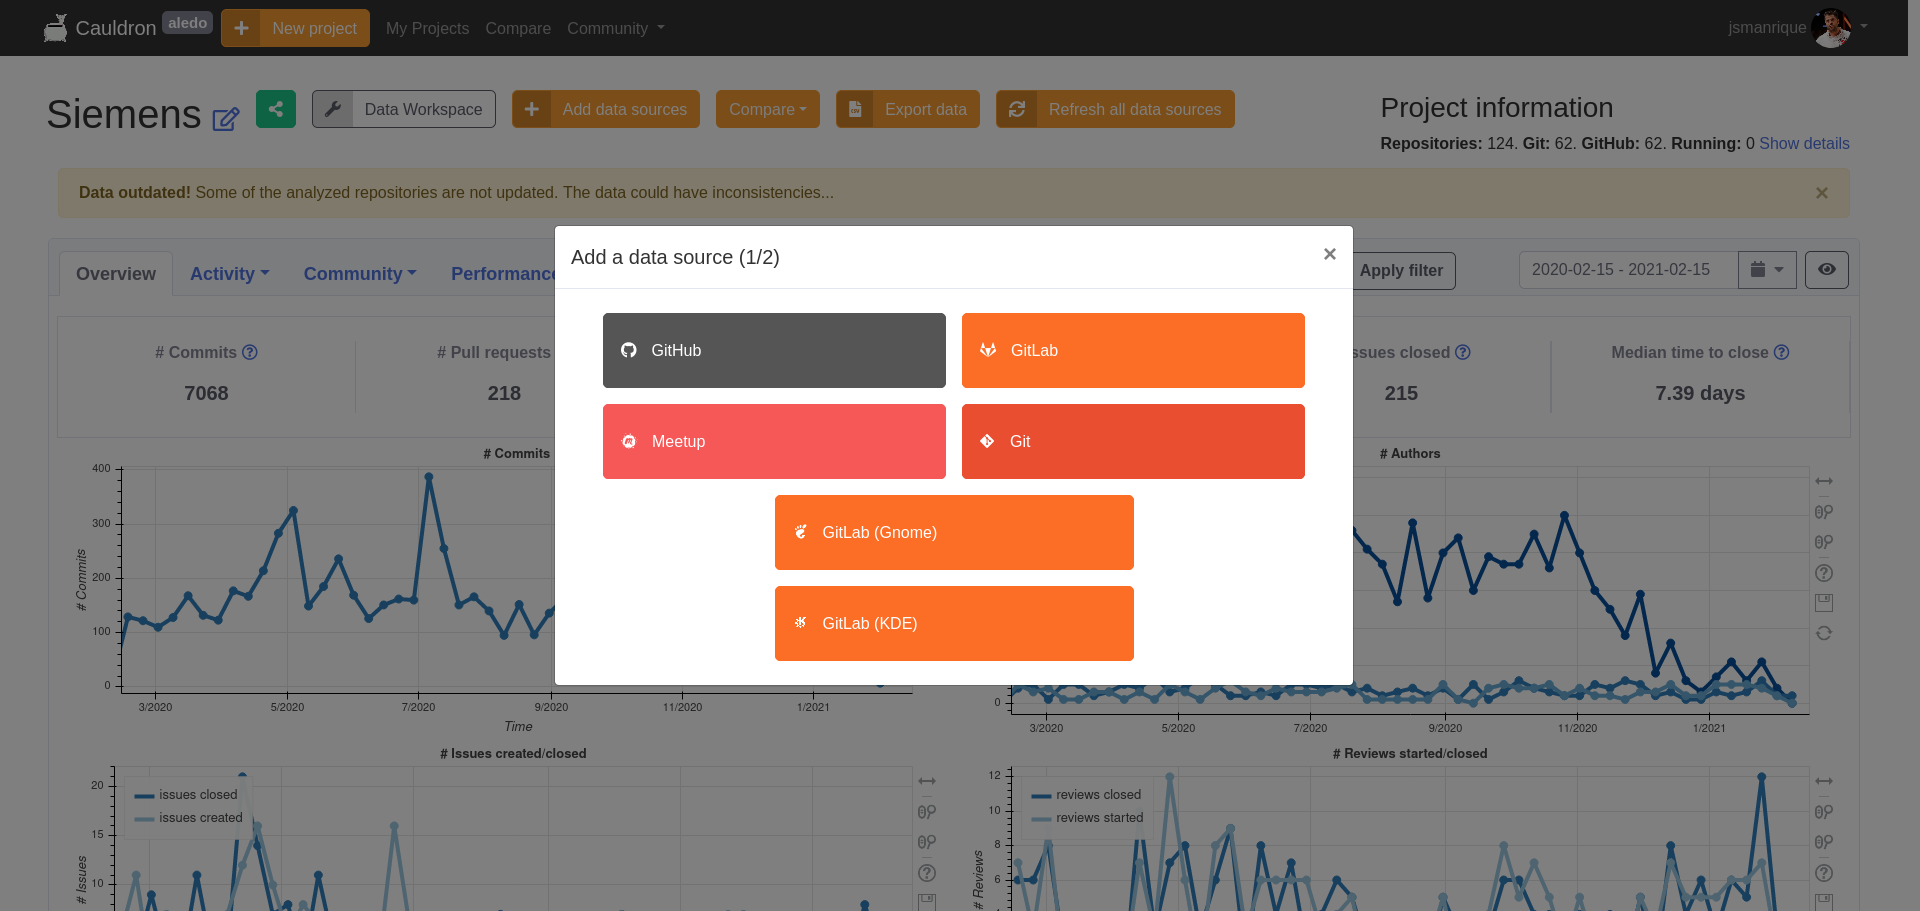 Cauldron aledo New project My Projects Compare Community jsmanrique
Siemens Data Workspace Add data sources Compare Export data Refresh all data sources Project information
Repositories: 124. Git: 62. GitHub: 62. Running: 0 Show details
Data outdated! Some of the analyzed repositories are not updated. The data could have inconsistencies... ×
Add a data source (1/2) ×
Overview Activity Community Performance Apply filter 2020-02-15 - 2021-02-15
GitHub GitLab
# Commits # Pull requests ssues closed Median time to close
7068 218 215 7.39 days
Meetup Git
# Commits # Authors
400
300
200
100
0
# Commits
3/2020 5/2020 7/2020 9/2020 11/2020 1/2021
Time
GitLab (Gnome)
GitLab (KDE)
0
3/2020 5/2020 7/2020 9/2020 11/2020 1/2021
# Issues created/closed # Reviews started/closed
20
15
10
# Issues
issues closed
issues created
12
10
8
6
# Reviews
reviews closed
reviews started